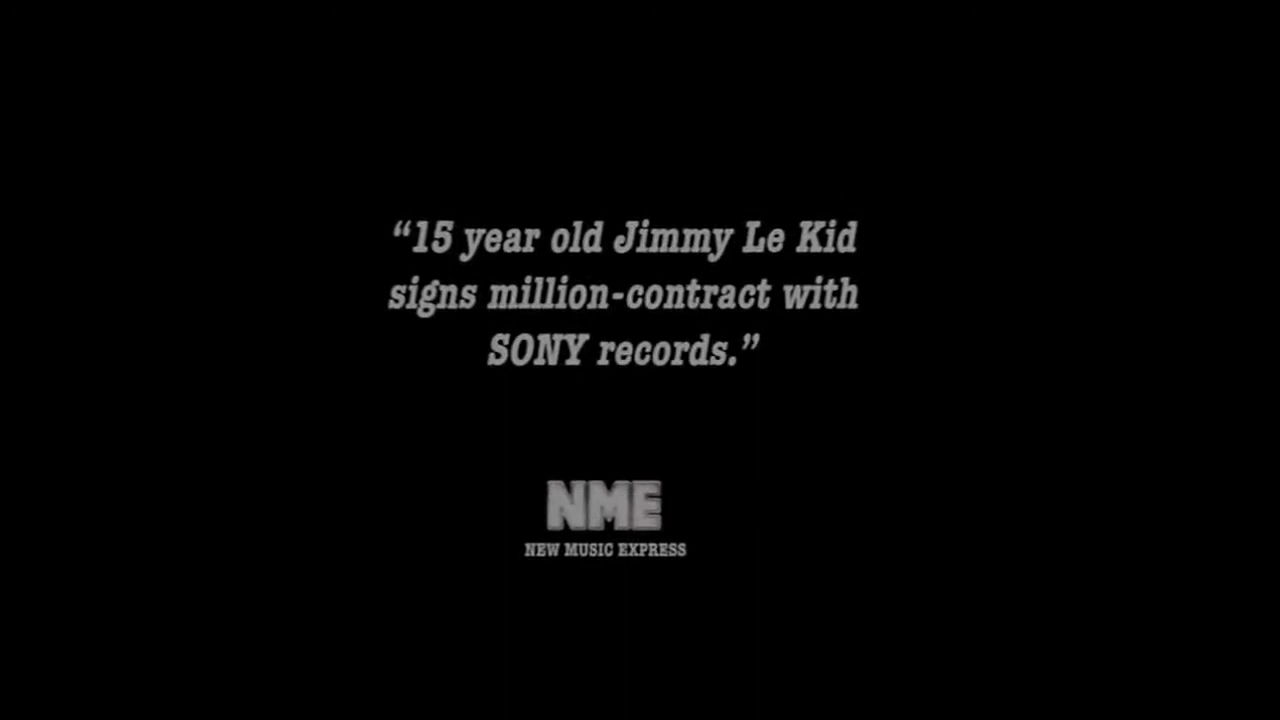 “15 year old Jimmy Le Kid
signs million-contract with
SONY records.”
NME
NEW MUSIC EXPRESS